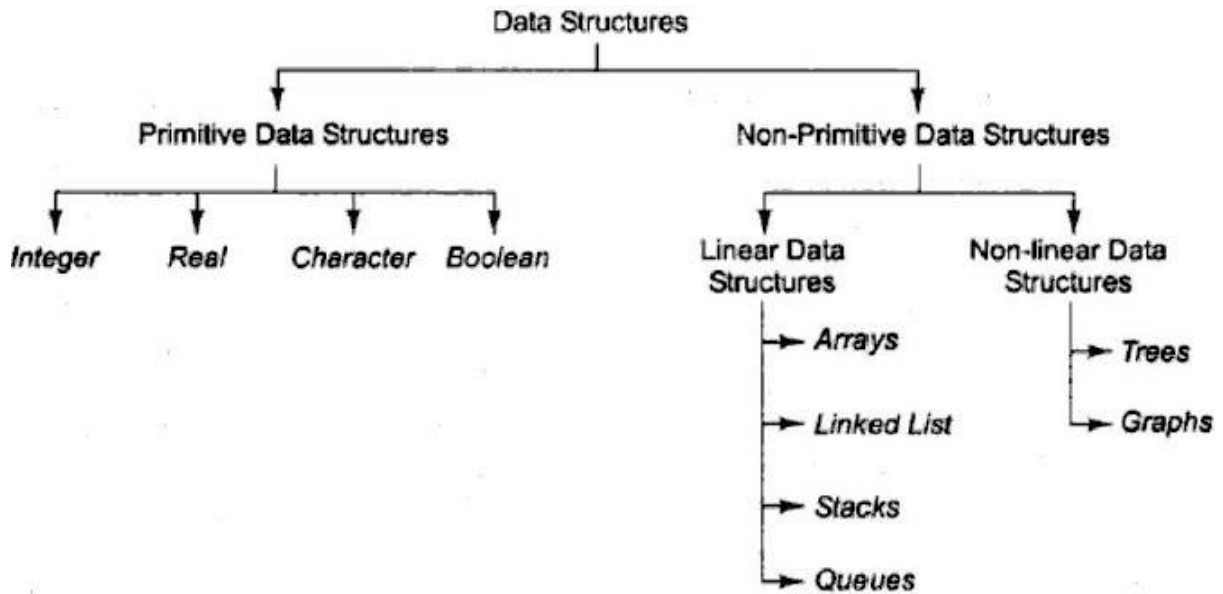 Data Structures
Primitive Data Structures
Non-Primitive Data Structures
Integer
Real
Character
Boolean
Linear Data
Structures
Non-linear Data
Structures
Arrays
Linked List
Stacks
Queues
Trees
Graphs